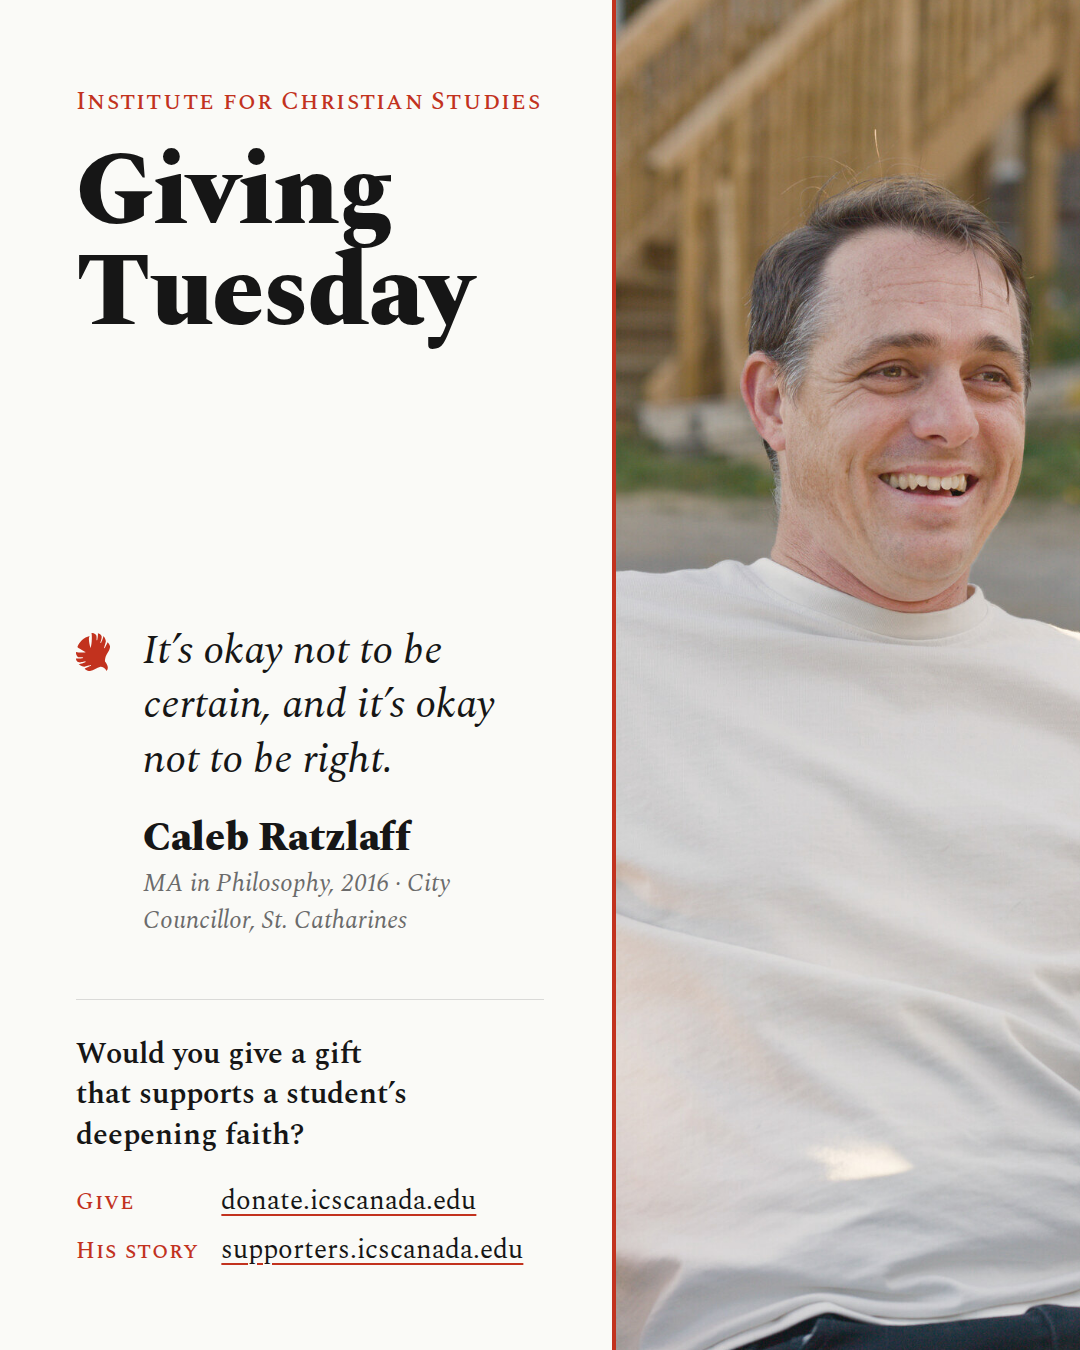 Institute for Christian Studies
Giving
Tuesday
It’s okay not to be
certain, and it’s okay
not to be right.
Caleb Ratzlaff
MA in Philosophy, 2016 · City
Councillor, St. Catharines
Would you give a gift
that supports a student’s
deepening faith?
Give donate.icscanada.edu
His story supporters.icscanada.edu